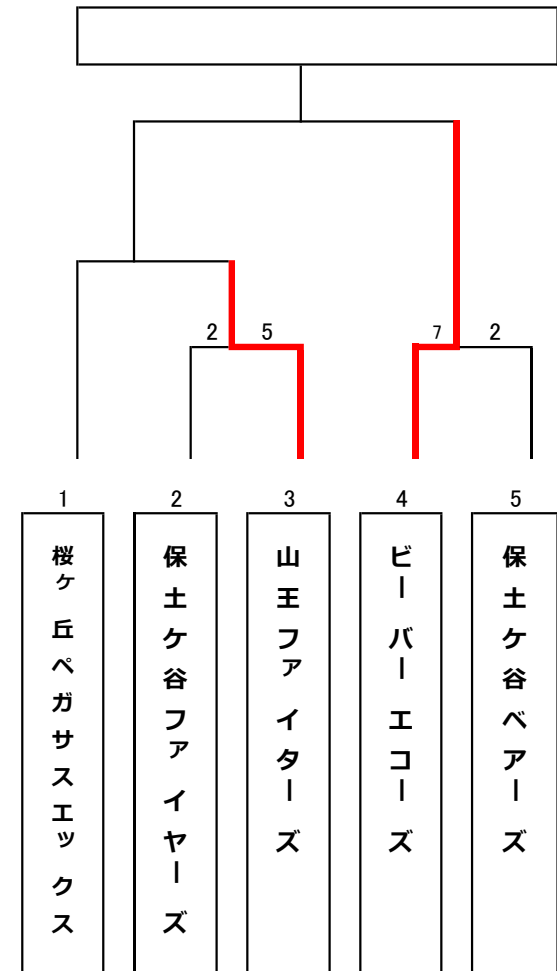 2 5 7 2
1 2 3 4 5
桜ヶ丘ペガサスエックス
保土ケ谷ファイヤーズ
山王ファイターズ
ビーバーエコーズ
保土ケ谷ベアーズ